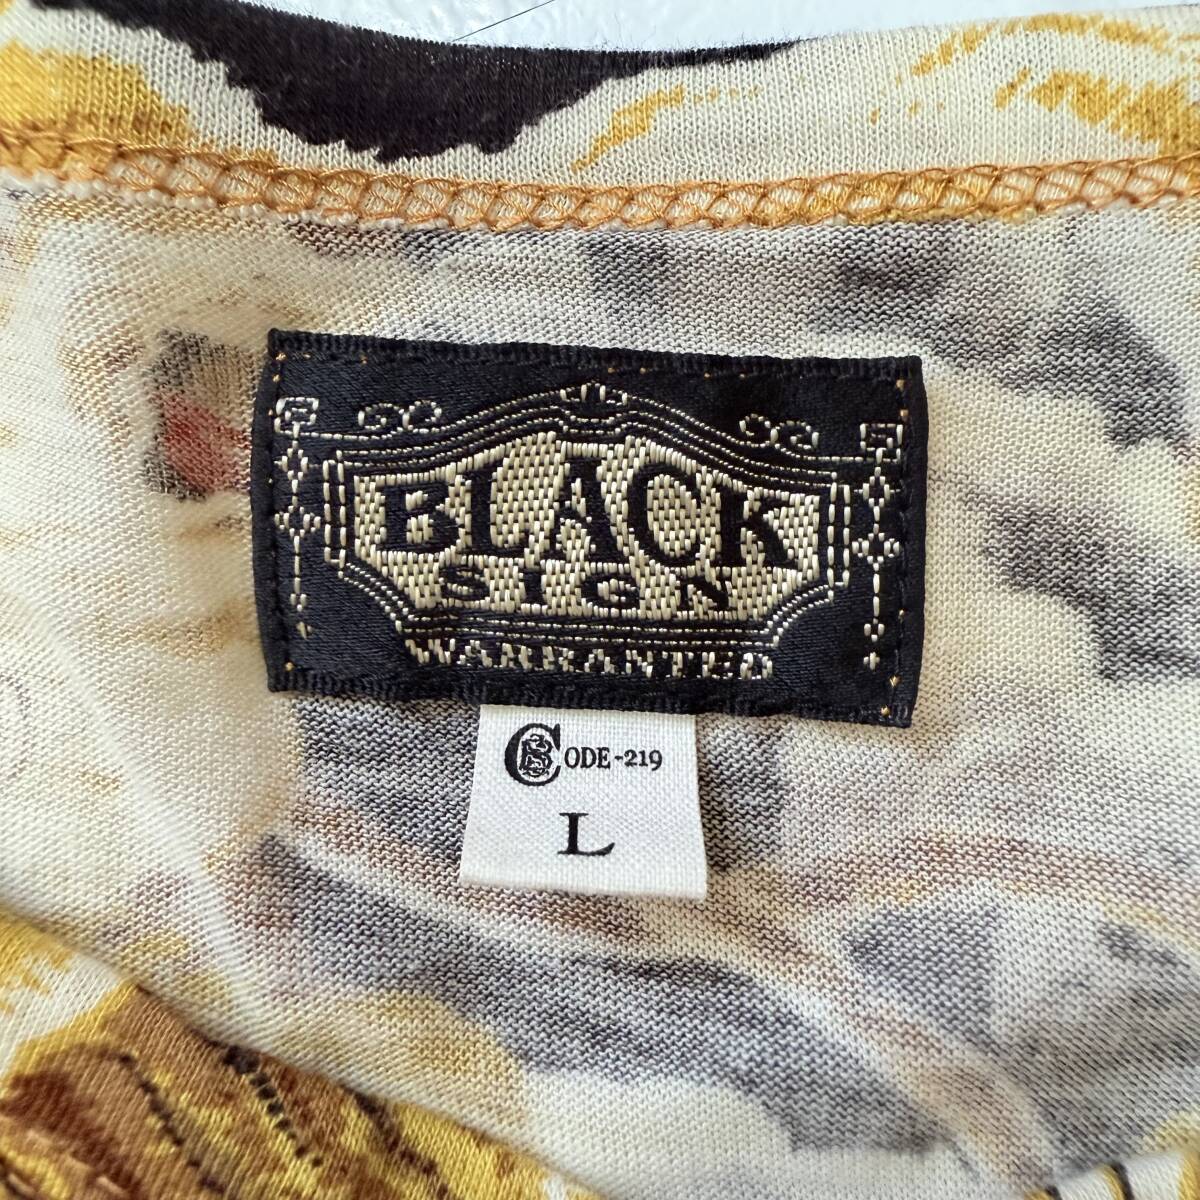 BLACK
SIGN
WARRANTED
CODE-219
L